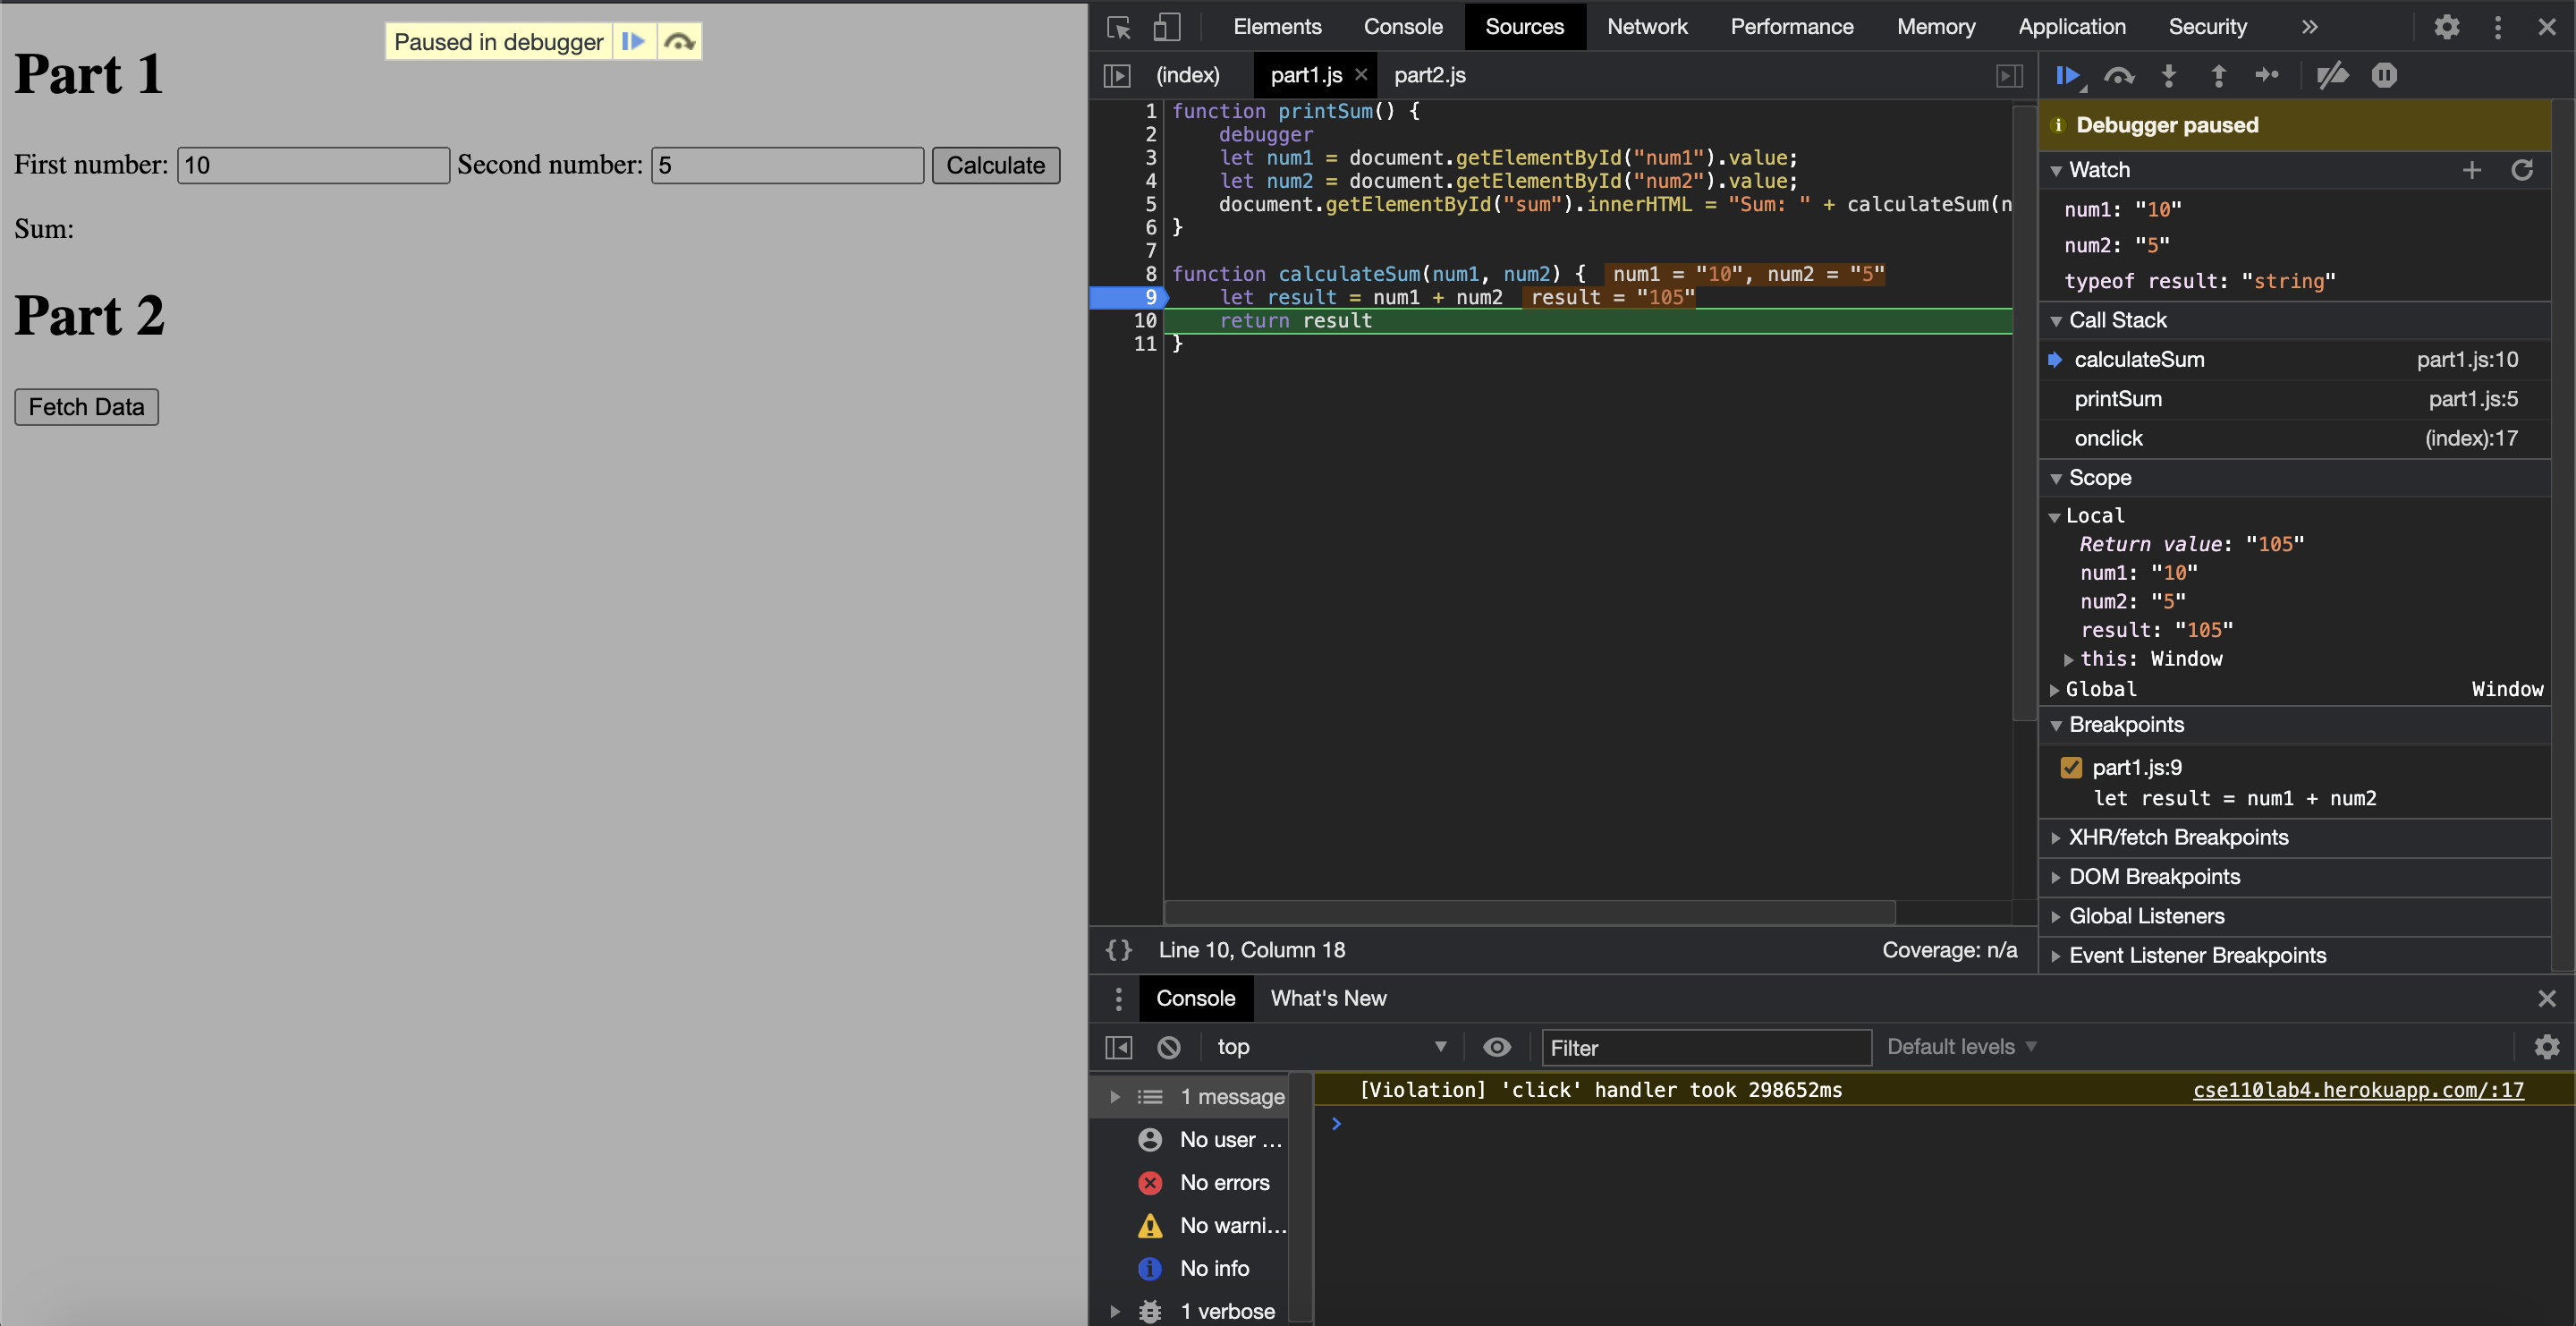 Paused in debugger
Part 1
First number: 10 Second number: 5 Calculate
Sum:
Part 2
Fetch Data
Elements Console Sources Network Performance Memory Application Security »
(index) part1.js × part2.js
1 function printSum() {
2 debugger
3 let num1 = document.getElementById("num1").value;
4 let num2 = document.getElementById("num2").value;
5 document.getElementById("sum").innerHTML = "Sum: " + calculateSum(n
6 }
7
8 function calculateSum(num1, num2) { num1 = "10", num2 = "5"
9 let result = num1 + num2 result = "105"
10 return result
11 }
{} Line 10, Column 18 Coverage: n/a
Debugger paused
Watch
num1: "10"
num2: "5"
typeof result: "string"
Call Stack
calculateSum part1.js:10
printSum part1.js:5
onclick (index):17
Scope
Local
Return value: "105"
num1: "10"
num2: "5"
result: "105"
this: Window
Global Window
Breakpoints
part1.js:9
let result = num1 + num2
XHR/fetch Breakpoints
DOM Breakpoints
Global Listeners
Event Listener Breakpoints
Console What's New
top Filter Default levels
1 message
No user ...
No errors
No warni...
No info
1 verbose
[Violation] 'click' handler took 298652ms cse110lab4.herokuapp.com/:17
>